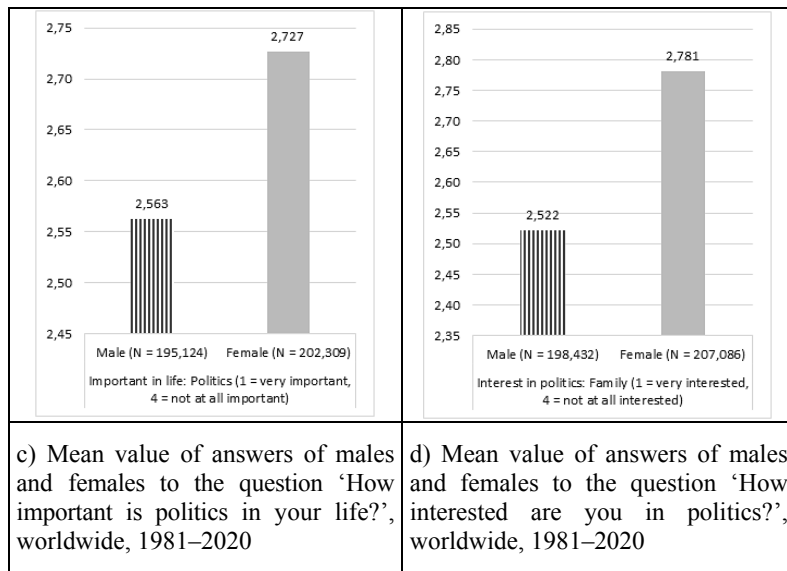 2,75
2,727
2,70
2,65
2,60
2,563
2,55
2,50
2,45
Male (N = 195,124) Female (N = 202,309)
Important in life: Politics (1 = very important,
4 = not at all important)
2,85
2,80
2,781
2,75
2,70
2,65
2,60
2,55
2,522
2,50
2,45
2,40
2,35
Male (N = 198,432) Female (N = 207,086)
Interest in politics: Family (1 = very interested,
4 = not at all interested)
c) Mean value of answers of males
and females to the question ‘How
important is politics in your life?’,
worldwide, 1981–2020
d) Mean value of answers of males
and females to the question ‘How
interested are you in politics?’,
worldwide, 1981–2020